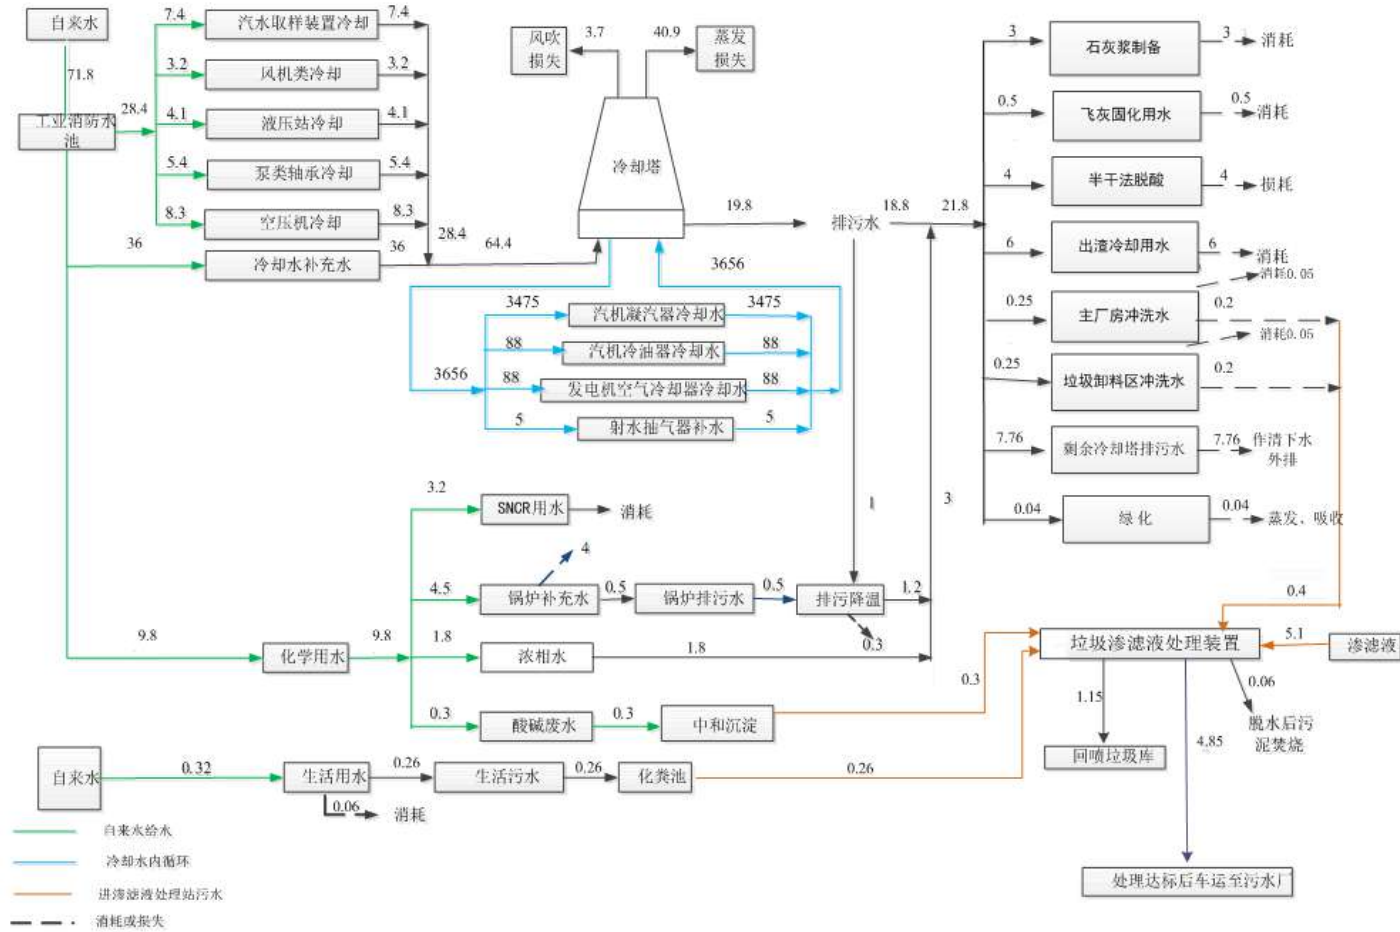 自来水
71.8
工业消防水
池
28.4
7.4
汽水取样装置冷却
7.4
3.2
风机类冷却
3.2
4.1
液压站冷却
4.1
5.4
泵类轴承冷却
5.4
8.3
空压机冷却
8.3
36
冷却水补充水
36
28.4
64.4
风吹
损失
3.7
40.9
蒸发
损失
冷却塔
19.8
排污水
18.8
21.8
3656
3475
汽机凝汽器冷却水
3475
88
汽机冷油器冷却水
88
3656
88
发电机空气冷却器冷却水
88
5
射水抽气器补水
5
3
石灰浆制备
3
消耗
0.5
飞灰固化用水
0.5
消耗
4
半干法脱酸
4
损耗
6
出渣冷却用水
6
消耗
消耗0.05
0.25
主厂房冲洗水
0.2
消耗0.05
0.25
垃圾卸料区冲洗水
0.2
7.76
剩余冷却塔排污水
7.76
作清下水
外排
0.04
绿化
0.04
蒸发、吸收
1
3
3.2
SNCR用水
消耗
4
4.5
锅炉补充水
0.5
锅炉排污水
0.5
排污降温
1.2
0.3
9.8
化学用水
9.8
1.8
浓相水
1.8
0.3
酸碱废水
0.3
中和沉淀
0.3
0.4
垃圾渗滤液处理装置
5.1
渗滤液
1.15
0.06
脱水后污
泥焚烧
回喷垃圾库
4.85
处理达标后车运至污水厂
自来水
0.32
生活用水
0.26
生活污水
0.26
化粪池
0.26
0.06
消耗
自来水给水
冷却水内循环
进渗滤液处理站污水
消耗或损失